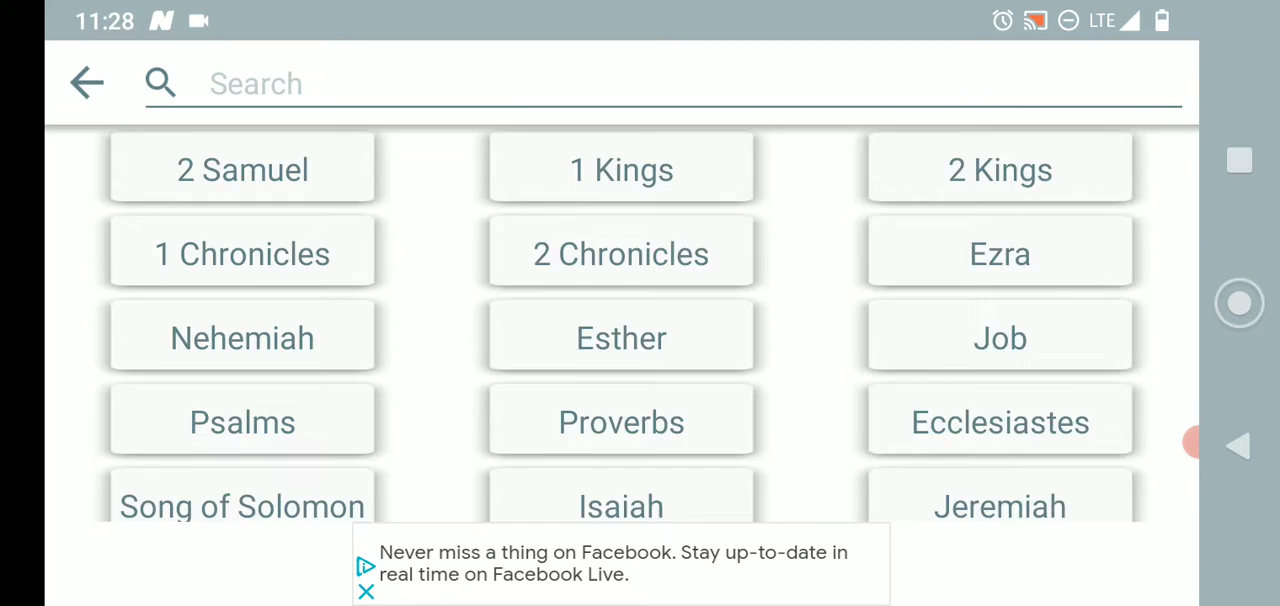 11:28 LTE
Search
2 Samuel 1 Kings 2 Kings
1 Chronicles 2 Chronicles Ezra
Nehemiah Esther Job
Psalms Proverbs Ecclesiastes
Song of Solomon Isaiah Jeremiah
Never miss a thing on Facebook. Stay up-to-date in
real time on Facebook Live.